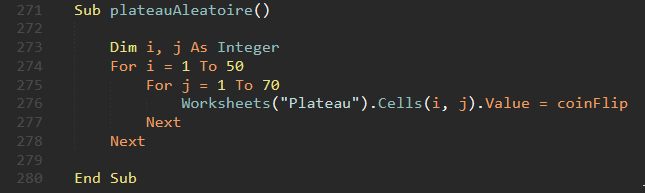 271 Sub plateauAleatoire()
272
273 Dim i, j As Integer
274 For i = 1 To 50
275 For j = 1 To 70
276 Worksheets("Plateau").Cells(i, j).Value = coinFlip
277 Next
278 Next
279
280 End Sub